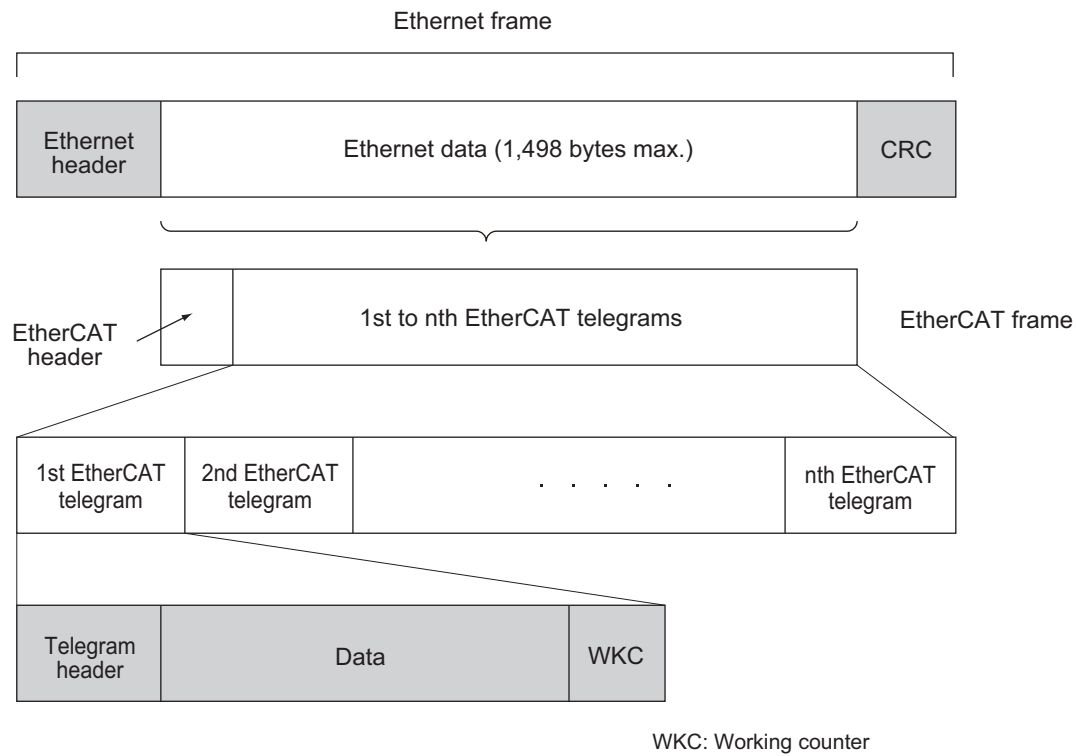 Ethernet frame
Ethernet
header
Ethernet data (1,498 bytes max.)
CRC
EtherCAT
header
1st to nth EtherCAT telegrams
EtherCAT frame
1st EtherCAT
telegram
2nd EtherCAT
telegram
. . . . .
nth EtherCAT
telegram
Telegram
header
Data
WKC
WKC: Working counter